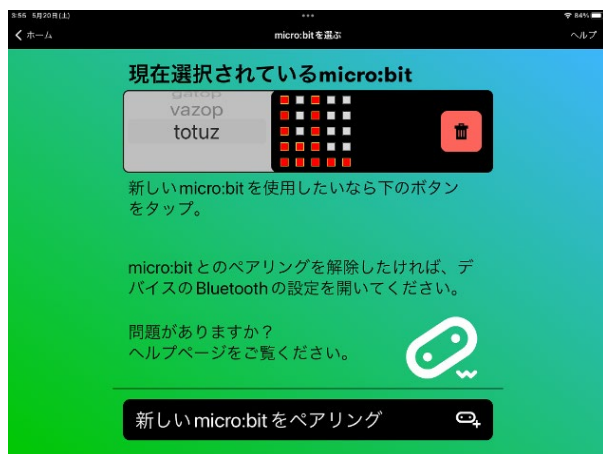 3:55 5月20日(土)
84%
ホーム
micro:bitを選ぶ
ヘルプ
現在選択されているmicro:bit
gatop
vazop
totuz
新しいmicro:bitを使用したいなら下のボタン
をタップ。
micro:bitとのペアリングを解除したければ、デ
バイスのBluetoothの設定を開いてください。
問題がありますか？
ヘルプページをご覧ください。
新しいmicro:bitをペアリング